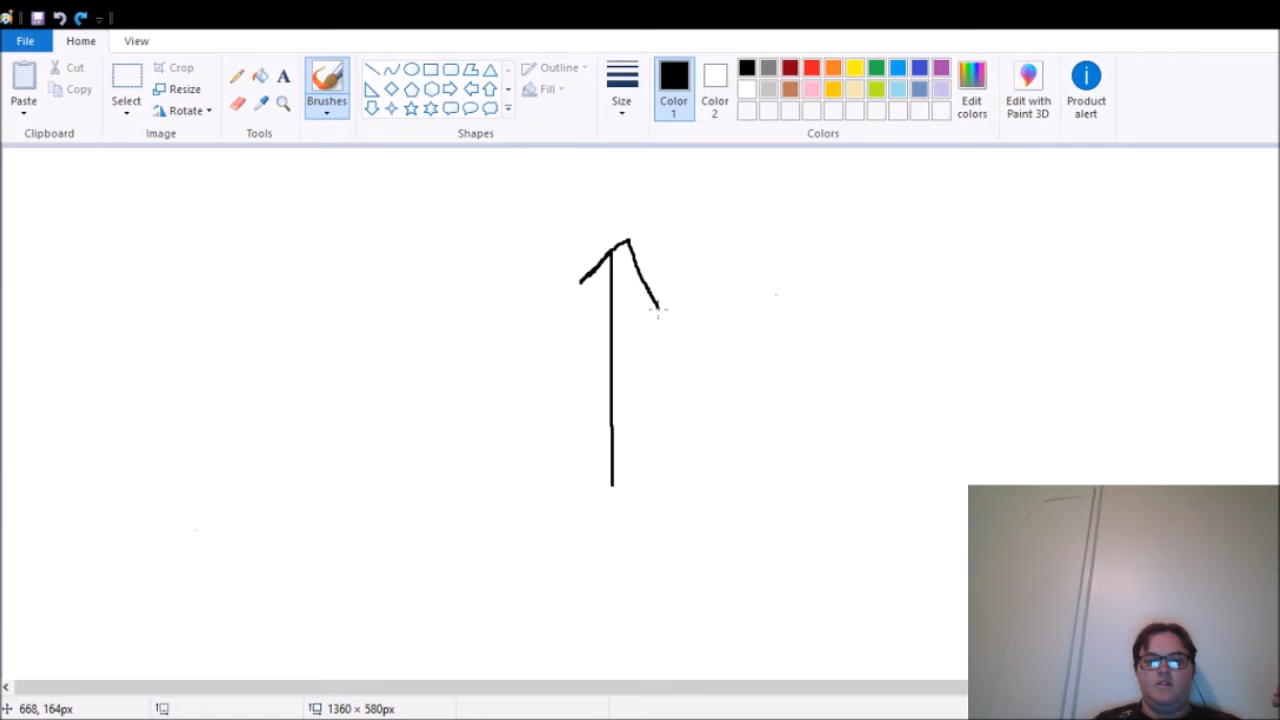 File Home View
Cut Crop Outline
Copy Resize Fill
Paste Select Rotate Brushes Size Color 1 Color 2 Edit colors Edit with Paint 3D Product alert
Clipboard Image Tools Shapes Colors
668, 164px 1360 × 580px